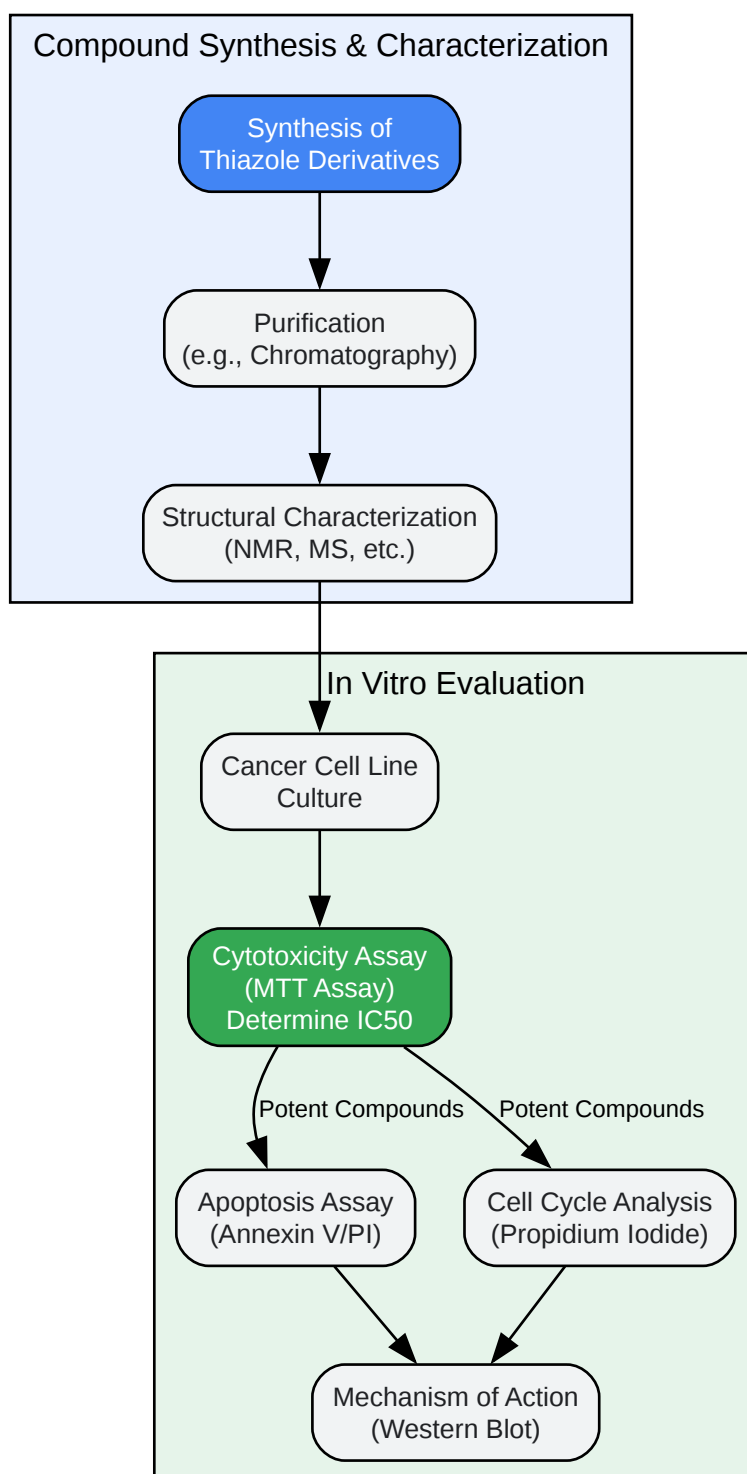 Compound Synthesis & Characterization
Synthesis of
Thiazole Derivatives
Purification
(e.g., Chromatography)
Structural Characterization
(NMR, MS, etc.)
In Vitro Evaluation
Cancer Cell Line
Culture
Cytotoxicity Assay
(MTT Assay)
Determine IC50
Potent Compounds
Potent Compounds
Apoptosis Assay
(Annexin V/PI)
Cell Cycle Analysis
(Propidium Iodide)
Mechanism of Action
(Western Blot)